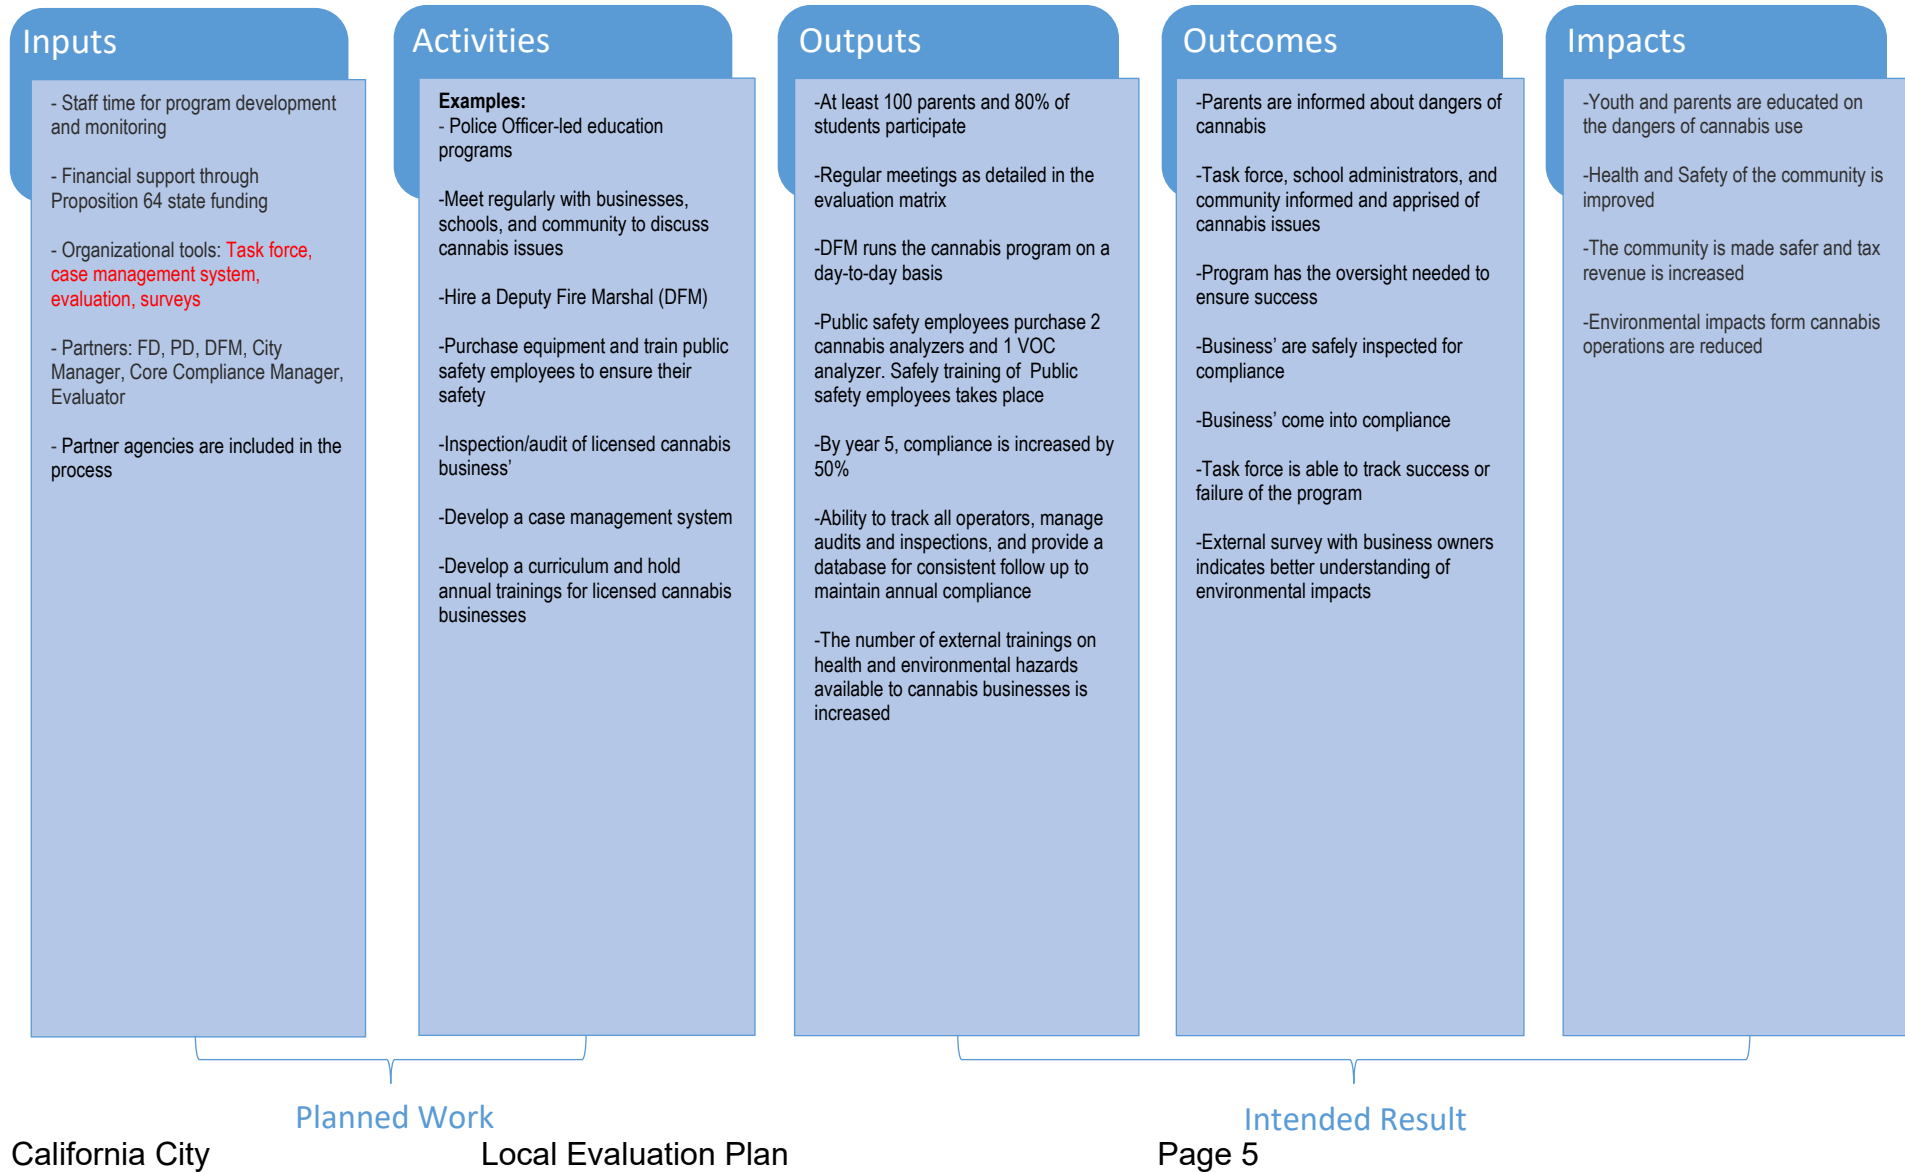 Inputs
- Staff time for program development
and monitoring
- Financial support through
Proposition 64 state funding
- Organizational tools: Task force,
case management system,
evaluation, surveys
- Partners: FD, PD, DFM, City
Manager, Core Compliance Manager,
Evaluator
- Partner agencies are included in the
process
Activities
Examples:
- Police Officer-led education
programs
-Meet regularly with businesses,
schools, and community to discuss
cannabis issues
-Hire a Deputy Fire Marshal (DFM)
-Purchase equipment and train public
safety employees to ensure their
safety
-Inspection/audit of licensed cannabis
business’
-Develop a case management system
-Develop a curriculum and hold
annual trainings for licensed cannabis
businesses
Outputs
-At least 100 parents and 80% of
students participate
-Regular meetings as detailed in the
evaluation matrix
-DFM runs the cannabis program on a
day-to-day basis
-Public safety employees purchase 2
cannabis analyzers and 1 VOC
analyzer. Safely training of Public
safety employees takes place
-By year 5, compliance is increased by
50%
-Ability to track all operators, manage
audits and inspections, and provide a
database for consistent follow up to
maintain annual compliance
-The number of external trainings on
health and environmental hazards
available to cannabis businesses is
increased
Outcomes
-Parents are informed about dangers of
cannabis
-Task force, school administrators, and
community informed and apprised of
cannabis issues
-Program has the oversight needed to
ensure success
-Business’ are safely inspected for
compliance
-Business’ come into compliance
-Task force is able to track success or
failure of the program
-External survey with business owners
indicates better understanding of
environmental impacts
Impacts
-Youth and parents are educated on
the dangers of cannabis use
-Health and Safety of the community is
improved
-The community is made safer and tax
revenue is increased
-Environmental impacts form cannabis
operations are reduced
Planned Work
Intended Result
California City Local Evaluation Plan Page 5